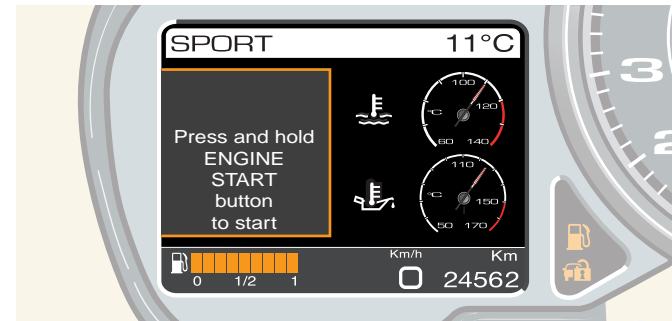 SPORT 11°C
Press and hold
ENGINE
START
button
to start
100
120
°C
60 140
110
150
°C
50 170
Km/h Km
0 24562
0 1/2 1
3
2